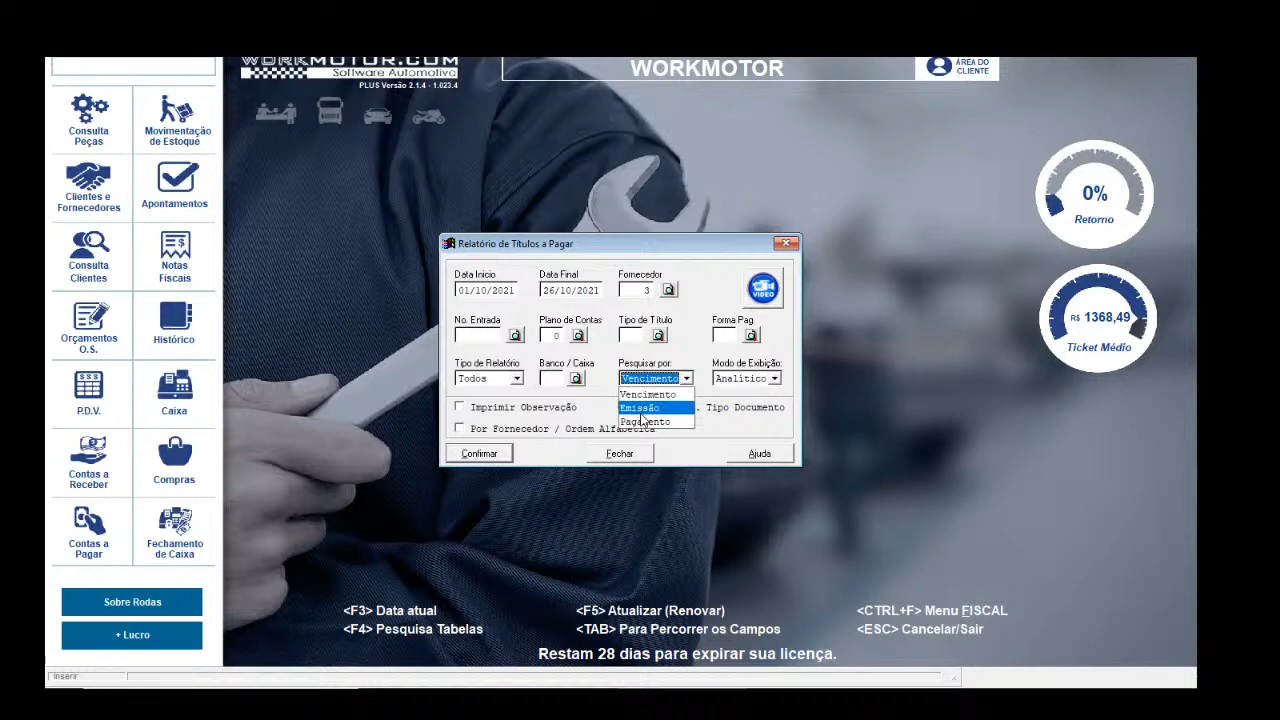 WORKMOTOR.COM
Software Automotivo
PLUS Versão 2.1.4 - 1.023.4
WORKMOTOR
ÁREA DO
CLIENTE
Consulta
Peças
Movimentação
de Estoque
Clientes e
Fornecedores
Apontamentos
Consulta
Clientes
Notas
Fiscais
Orçamentos
O.S.
Histórico
P.D.V.
Caixa
Contas a
Receber
Compras
Contas a
Pagar
Fechamento
de Caixa
Sobre Rodas
+ Lucro
0%
Retorno
R$ 1368,49
Ticket Médio
Relatório de Títulos a Pagar
Data Inicio Data Final Fornecedor
01/10/2021 26/10/2021 3
VIDEO
No. Entrada Plano de Contas Tipo de Título Forma Pag.
0
Tipo de Relatório Banco / Caixa Pesquisar por: Modo de Exibição:
Todos Vencimento Analítico
Vencimento
Emissão
Pagamento
Imprimir Observação . Tipo Documento
Por Fornecedor / Ordem Alfabética
Confirmar Fechar Ajuda
<F3> Data atual <F5> Atualizar (Renovar) <CTRL+F> Menu FISCAL
<F4> Pesquisa Tabelas <TAB> Para Percorrer os Campos <ESC> Cancelar/Sair
Restam 28 dias para expirar sua licença.
Inserir